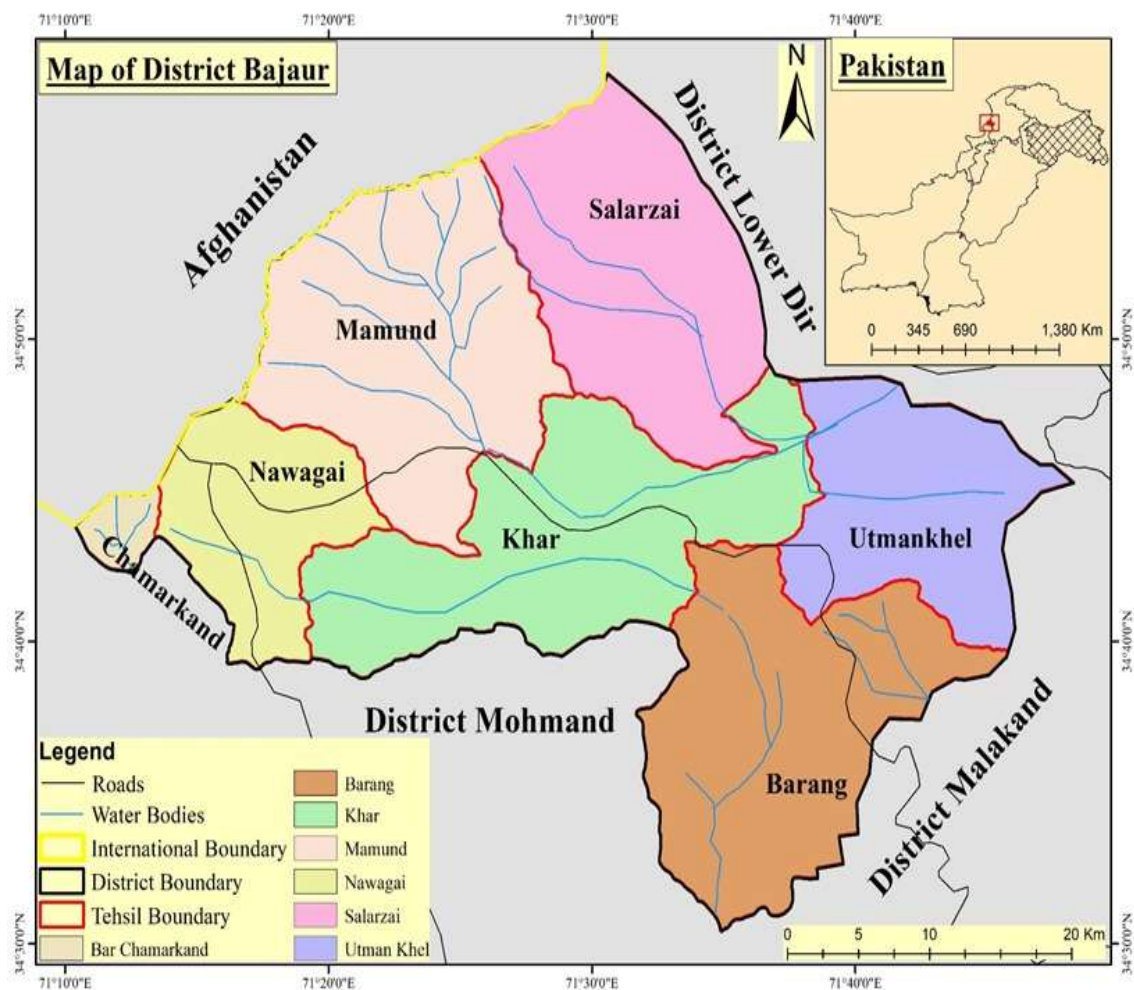 71°10'0"E
71°20'0"E
71°30'0"E
71°40'0"E
Map of District Bajaur
N
Pakistan
0 345 690 1,380 Km
Afghanistan
District Lower Dir
Salarzai
Mamund
Nawagai
Chamarkand
Khar
Utmankhel
Barang
District Mohmand
District Malakand
34°50'0"N
34°40'0"N
34°30'0"N
34°50'0"N
34°40'0"N
34°30'0"N
Legend
Roads
Water Bodies
International Boundary
District Boundary
Tehsil Boundary
Bar Chamarkand
Barang
Khar
Mamund
Nawagai
Salarzai
Utman Khel
0 5 10 20 Km
71°10'0"E
71°20'0"E
71°30'0"E
71°40'0"E